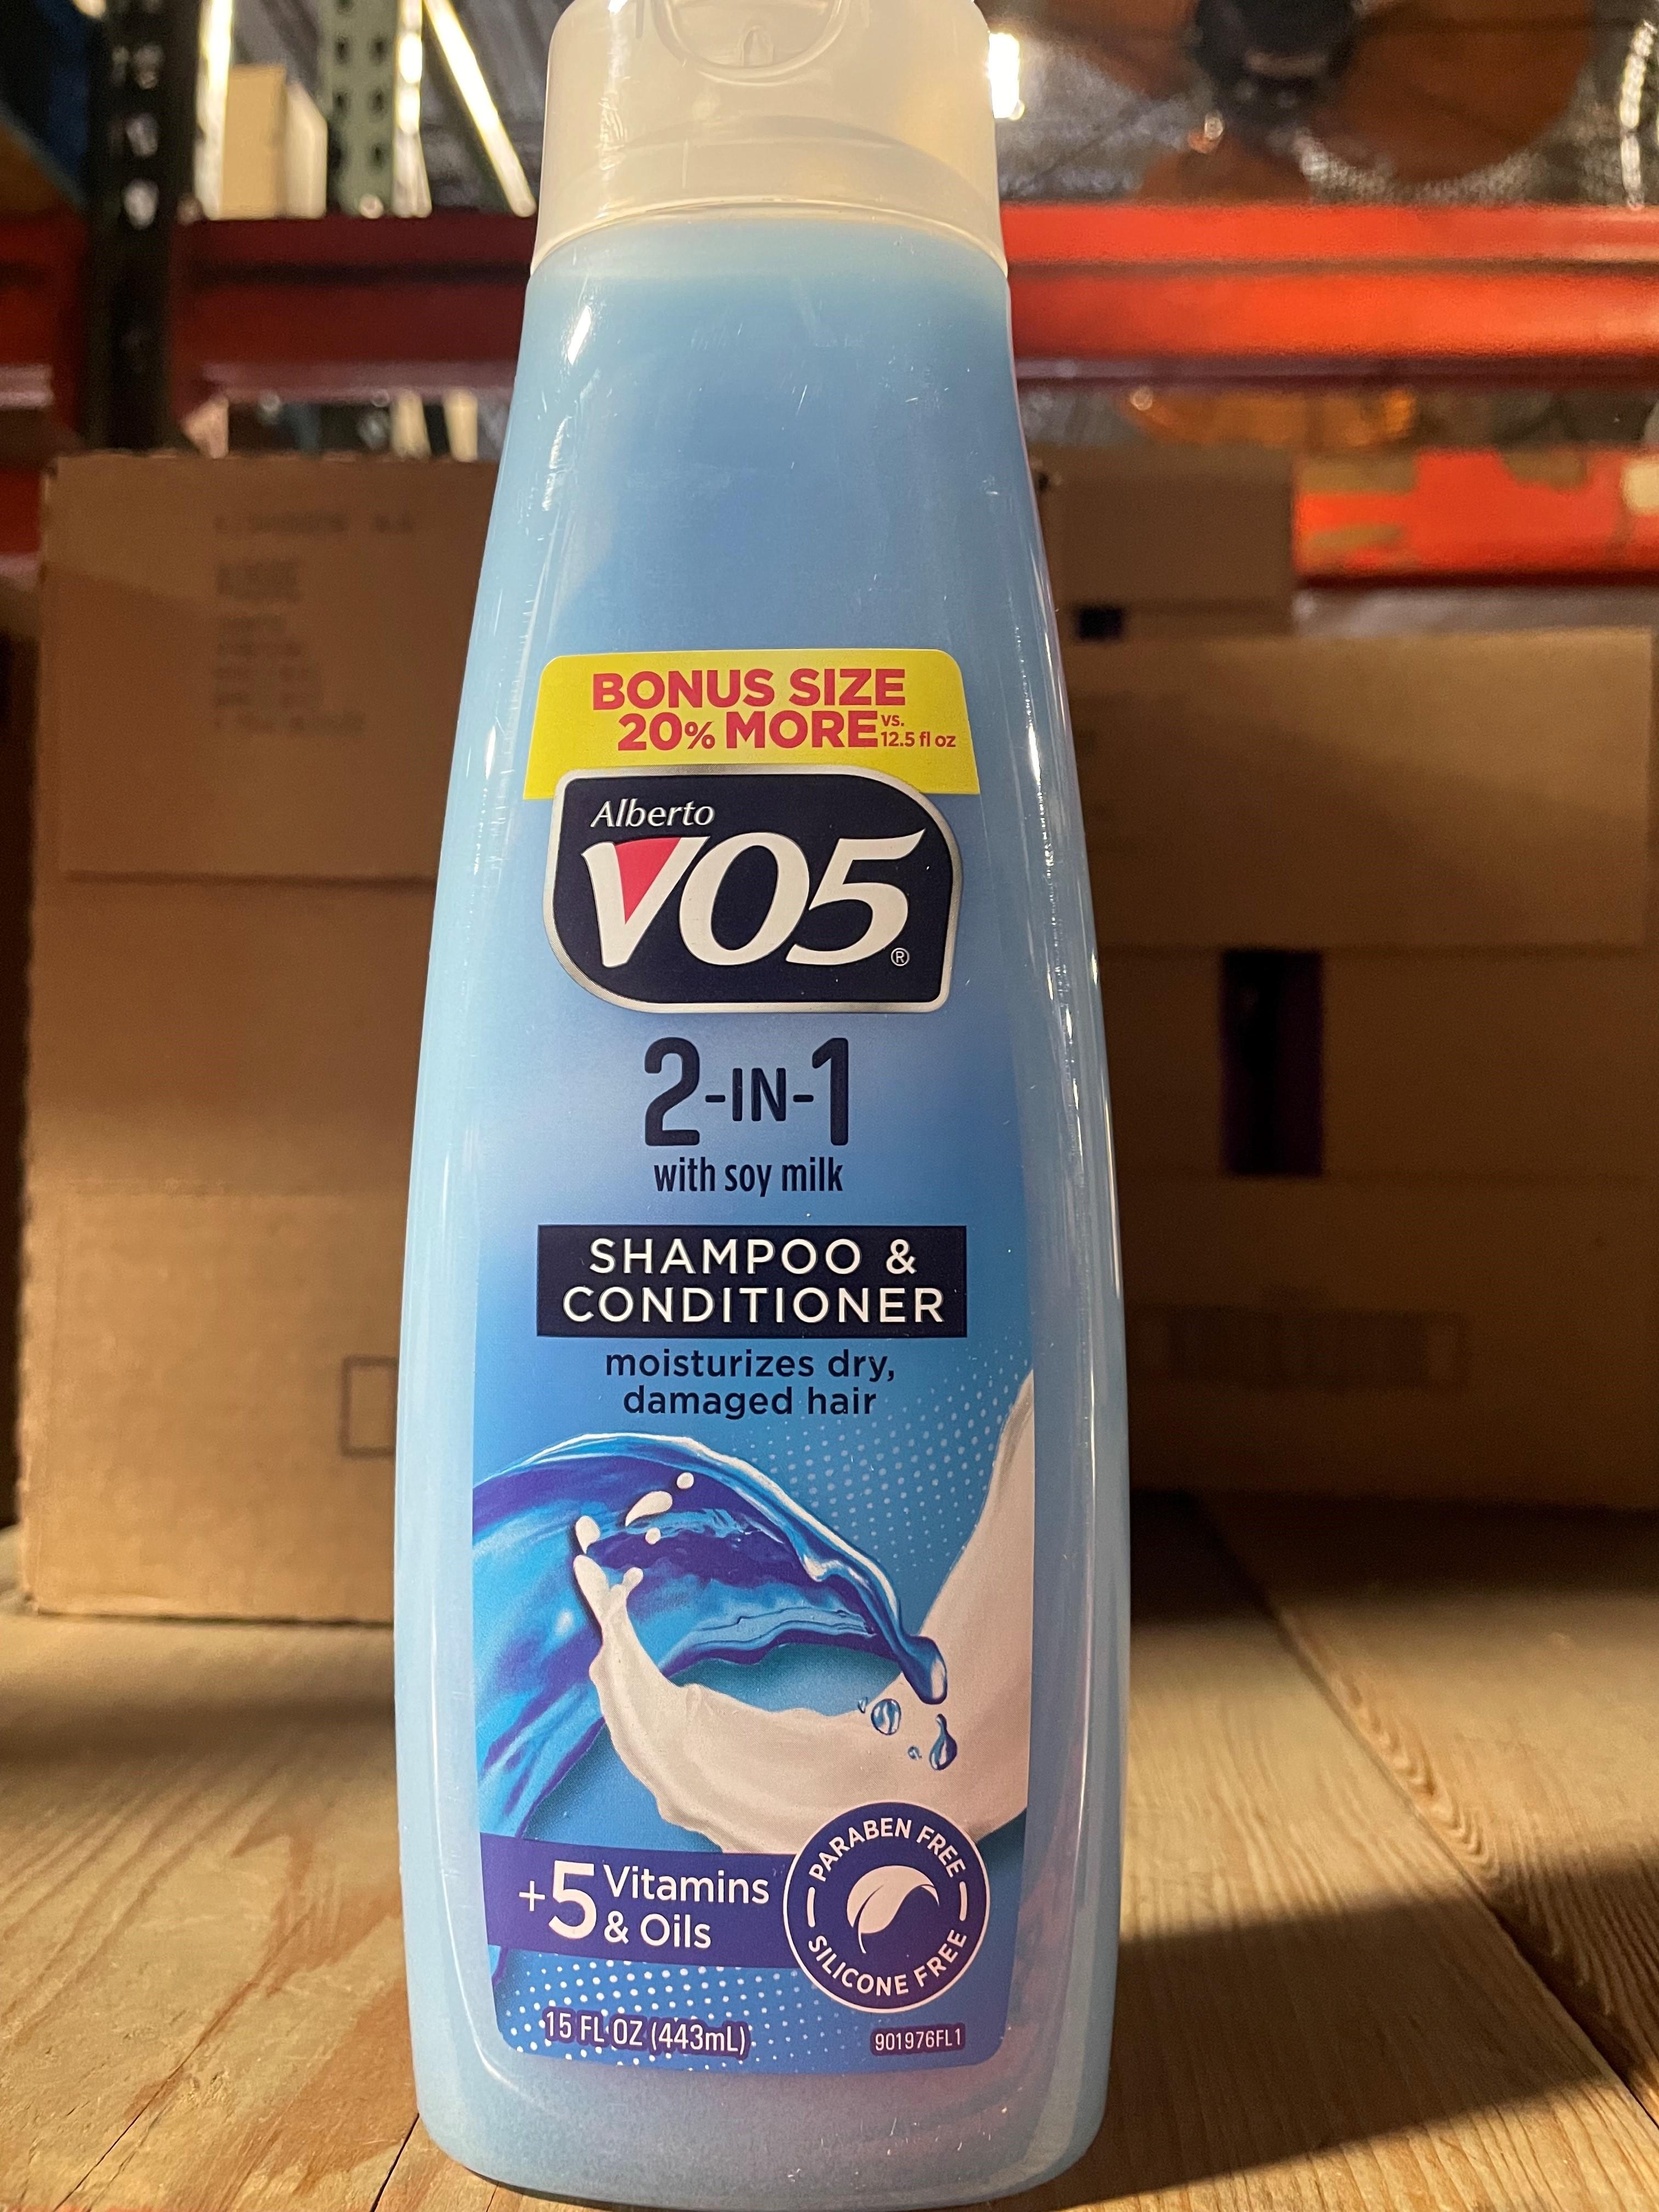 BONUS SIZE
20% MORE vs. 12.5 fl oz
Alberto
VO5®
2-IN-1
with soy milk
SHAMPOO &
CONDITIONER
moisturizes dry,
damaged hair
+5 Vitamins
& Oils
PARABEN FREE
SILICONE FREE
15 FL OZ (443mL)
901976FL1